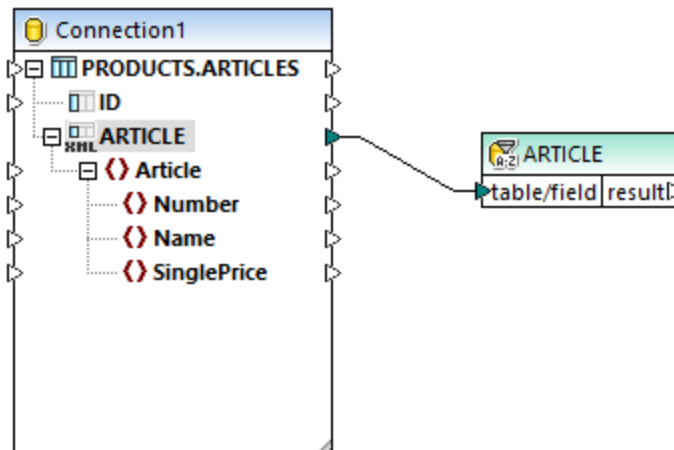 Connection1
PRODUCTS.ARTICLES
ID
XML ARTICLE
Article
Number
Name
SinglePrice
A:Z ARTICLE
table/field result